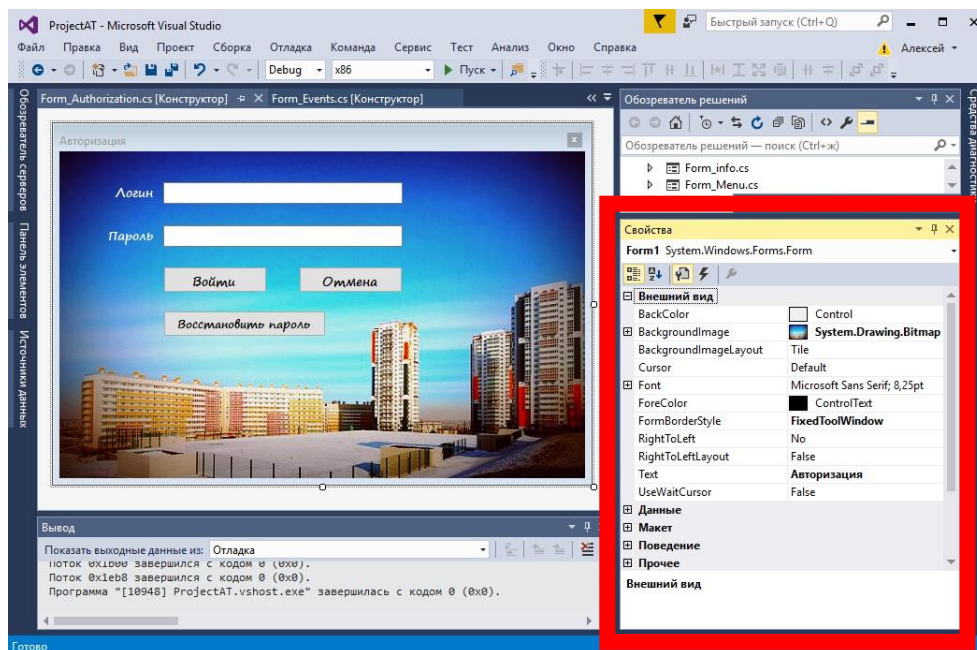 ProjectAT - Microsoft Visual Studio
Быстрый запуск (Ctrl+Q)
Файл Правка Вид Проект Сборка Отладка Команда Сервис Тест Анализ Окно Справка
Алексей
Debug x86 Пуск
Обозреватель серверов
Панель элементов
Источники данных
Form_Authorization.cs [Конструктор] Form_Events.cs [Конструктор]
Авторизация
Логин
Пароль
Войти Отмена
Восстановить пароль
Вывод
Показать выходные данные из: Отладка
Поток 0x1b00 завершился с кодом 0 (0x0).
Поток 0x1eb8 завершился с кодом 0 (0x0).
Программа "[10948] ProjectAT.vshost.exe" завершилась с кодом 0 (0x0).
Готово
Обозреватель решений
Обозреватель решений — поиск (Ctrl+ж)
Form_info.cs
Form_Menu.cs
Средства диагностики
Свойства
Form1 System.Windows.Forms.Form
Внешний вид
BackColor Control
BackgroundImage System.Drawing.Bitmap
BackgroundImageLayout Tile
Cursor Default
Font Microsoft Sans Serif; 8,25pt
ForeColor ControlText
FormBorderStyle FixedToolWindow
RightToLeft No
RightToLeftLayout False
Text Авторизация
UseWaitCursor False
Данные
Макет
Поведение
Прочее
Внешний вид